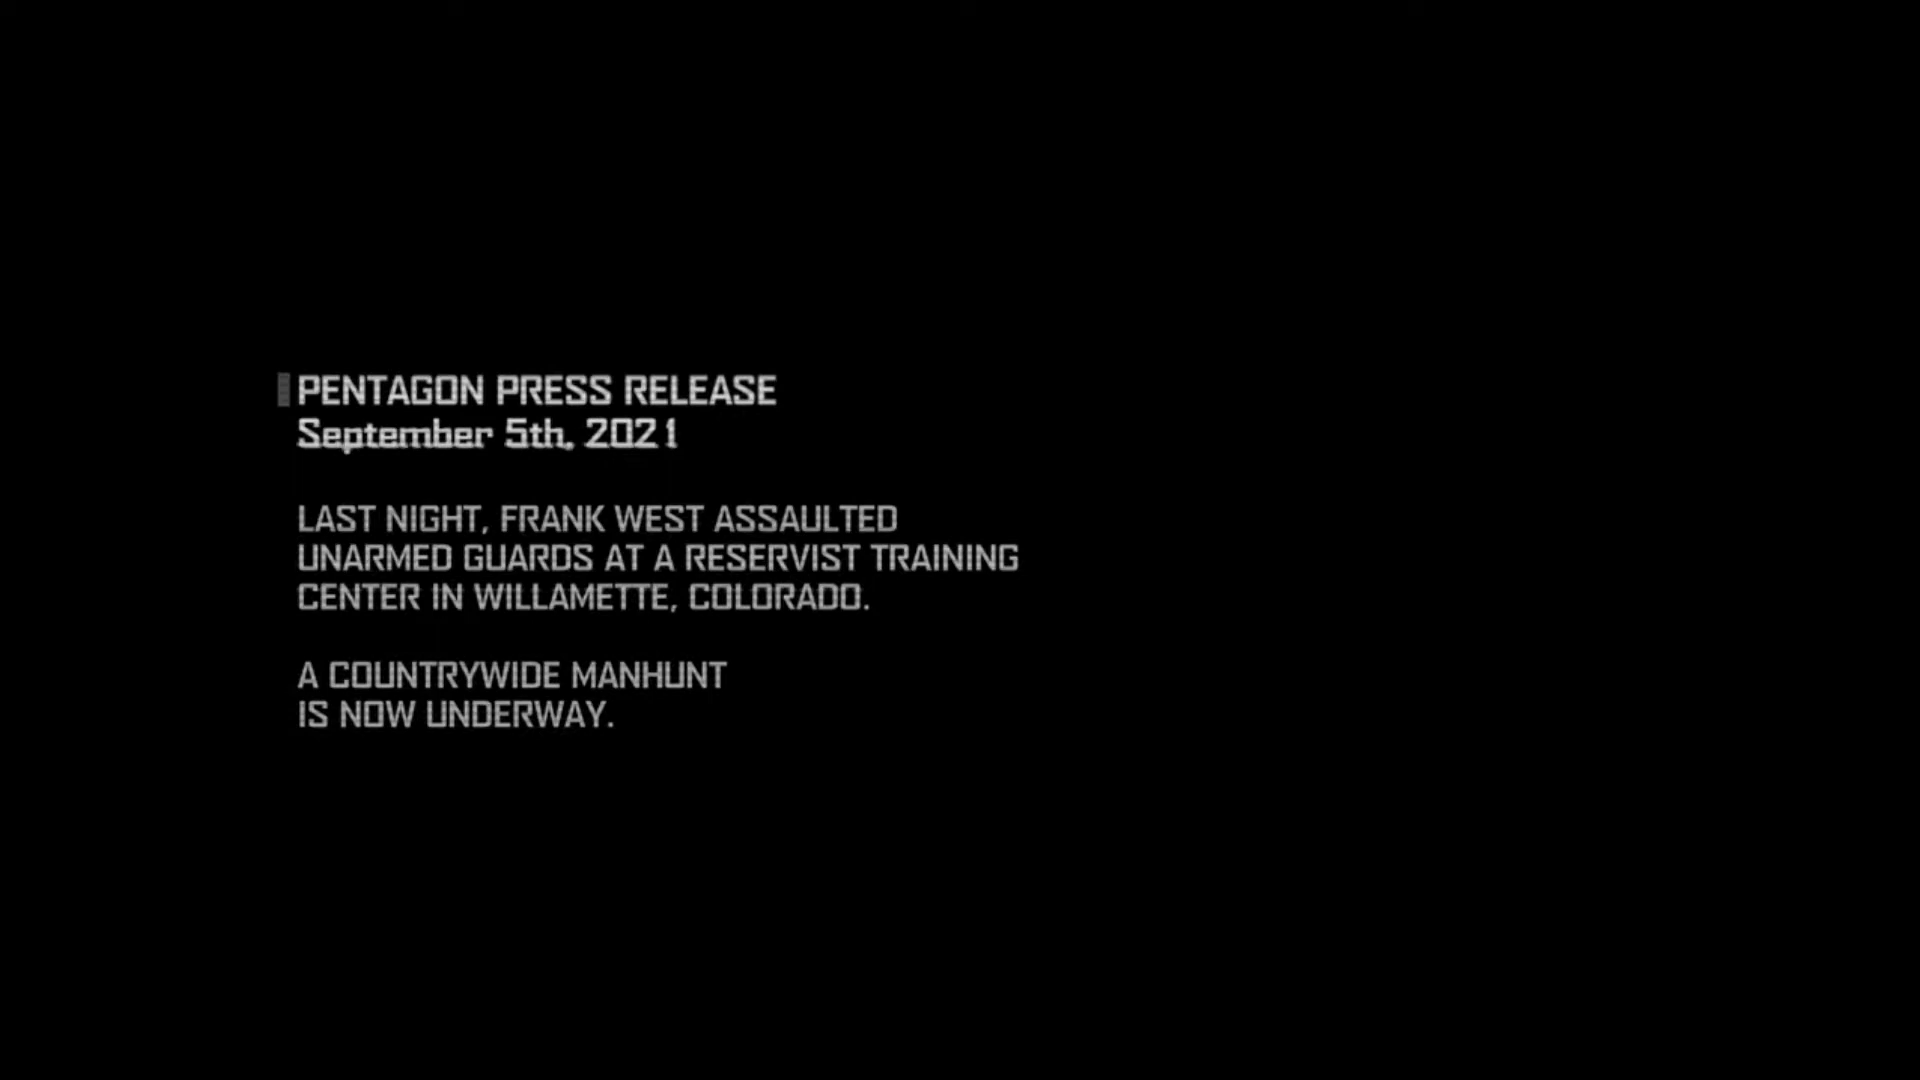 PENTAGON PRESS RELEASE
September 5th, 2021
LAST NIGHT, FRANK WEST ASSAULTED
UNARMED GUARDS AT A RESERVIST TRAINING
CENTER IN WILLAMETTE, COLORADO.
A COUNTRYWIDE MANHUNT
IS NOW UNDERWAY.